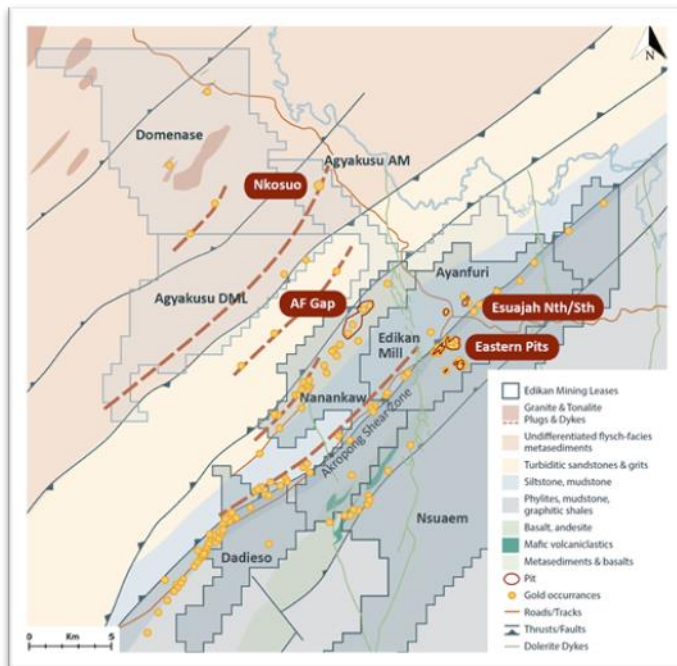 N
Domenase
Agyakusu AM
Nkosuo
Agyakusu DML
AF Gap
Ayanfuri
Esuajah Nth/Sth
Edikan
Mill
Eastern Pits
Nanankaw
Akropong Shear Zone
Nsuaem
Dadieso
Edikan Mining Leases
Granite & Tonalite
Plugs & Dykes
Undifferentiated flysch-facies
metasediments
Turbiditic sandstones & grits
Siltstone, mudstone
Phylites, mudstone,
graphitic shales
Basalt, andesite
Mafic volcaniclastics
Metasediments & basalts
Pit
Gold occurrances
Roads/Tracks
Thrusts/Faults
Dolerite Dykes
0 Km 5